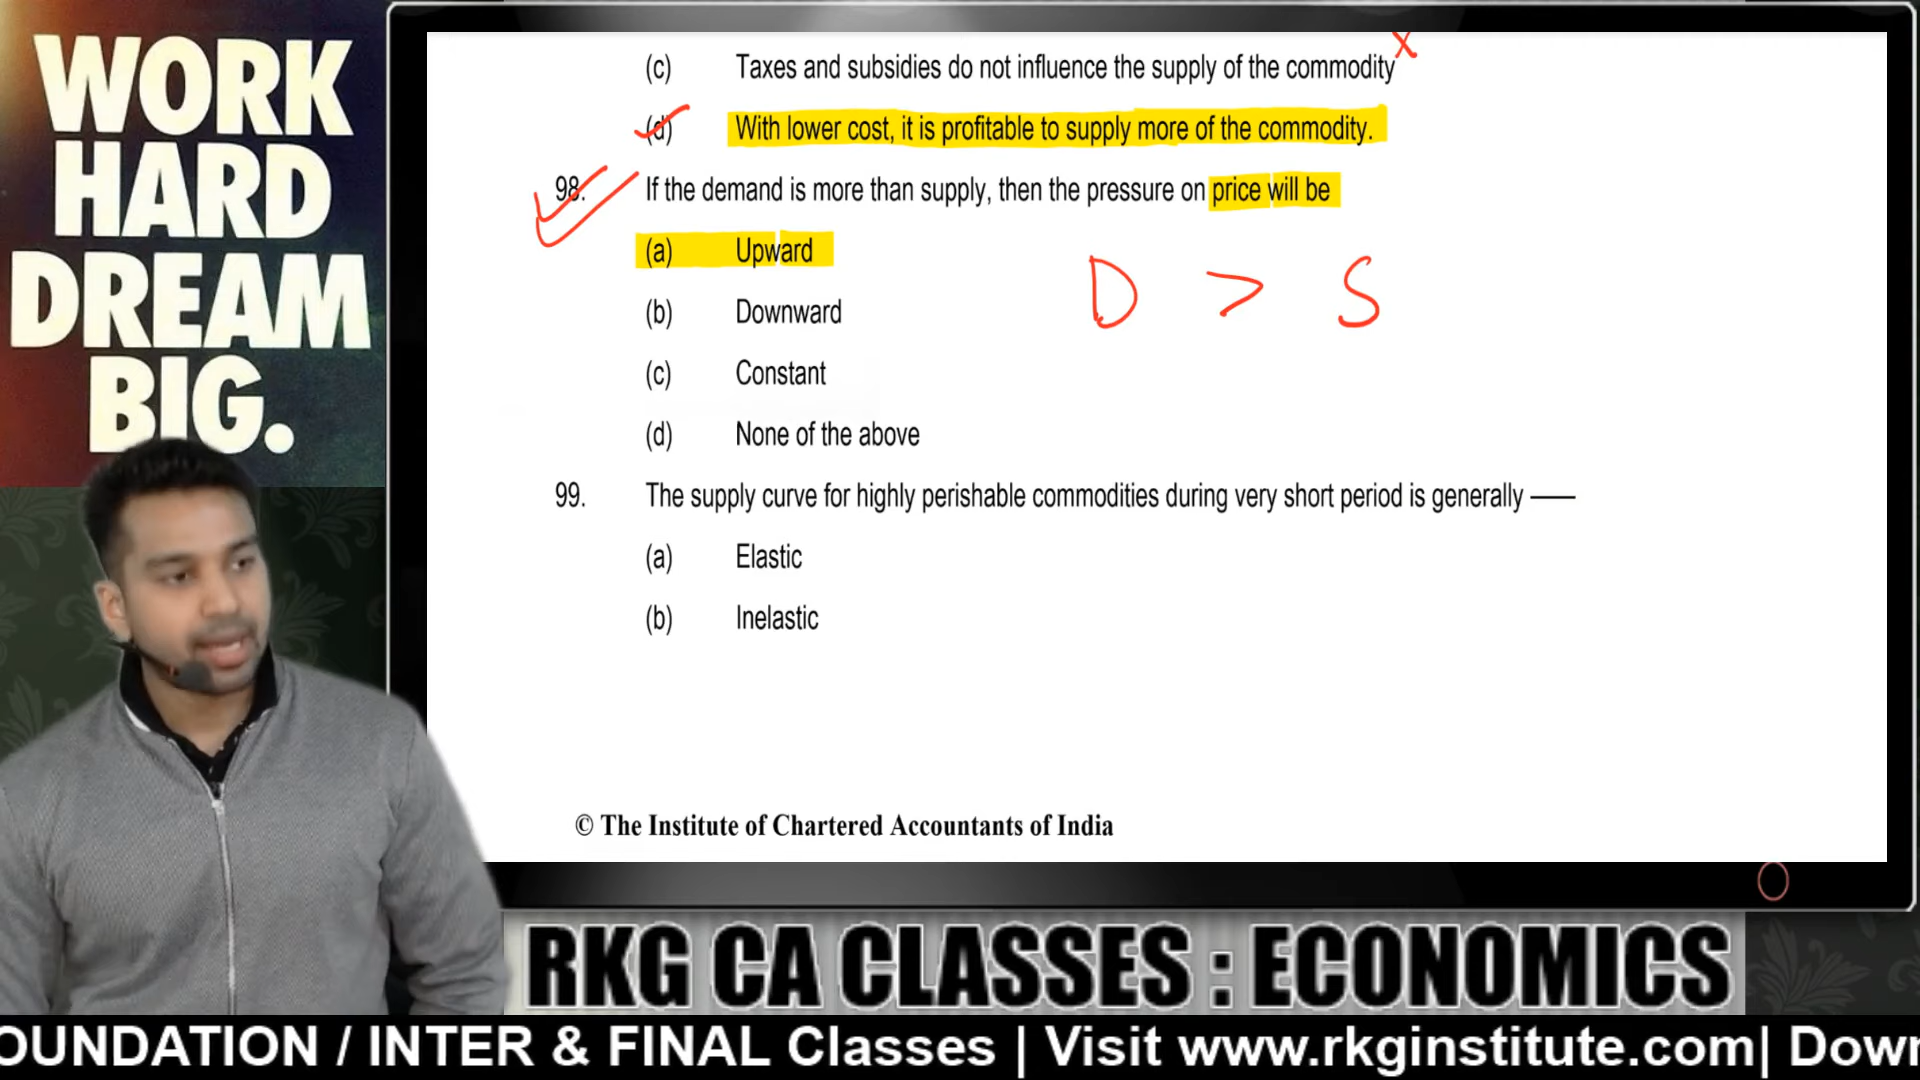 WORK
HARD
DREAM
BIG.
(c) Taxes and subsidies do not influence the supply of the commodity x
(d) With lower cost, it is profitable to supply more of the commodity.
98. If the demand is more than supply, then the pressure on price will be
(a) Upward
D > S
(b) Downward
(c) Constant
(d) None of the above
99. The supply curve for highly perishable commodities during very short period is generally ——
(a) Elastic
(b) Inelastic
© The Institute of Chartered Accountants of India
RKG CA CLASSES : ECONOMICS
OUNDATION / INTER & FINAL Classes | Visit www.rkginstitute.com| Down